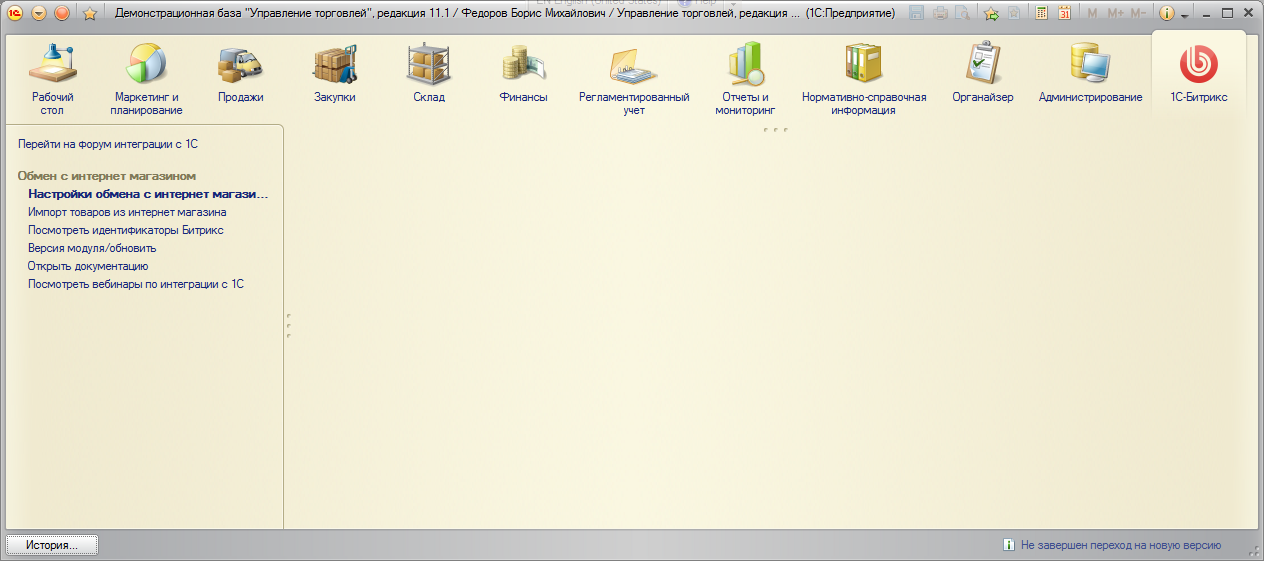 Демонстрационная база "Управление торговлей", редакция 11.1 / Федоров Борис Михайлович / Управление торговлей, редакция ... (1С:Предприятие)
M M+ M-
31
Рабочий
стол
Маркетинг и
планирование
Продажи
Закупки
Склад
Финансы
Регламентированный
учет
Отчеты и
мониторинг
Нормативно-справочная
информация
Органайзер
Администрирование
1С-Битрикс
Перейти на форум интеграции с 1С
Обмен с интернет магазином
Настройки обмена с интернет магази...
Импорт товаров из интернет магазина
Посмотреть идентификаторы Битрикс
Версия модуля/обновить
Открыть документацию
Посмотреть вебинары по интеграции с 1С
История...
Не завершен переход на новую версию